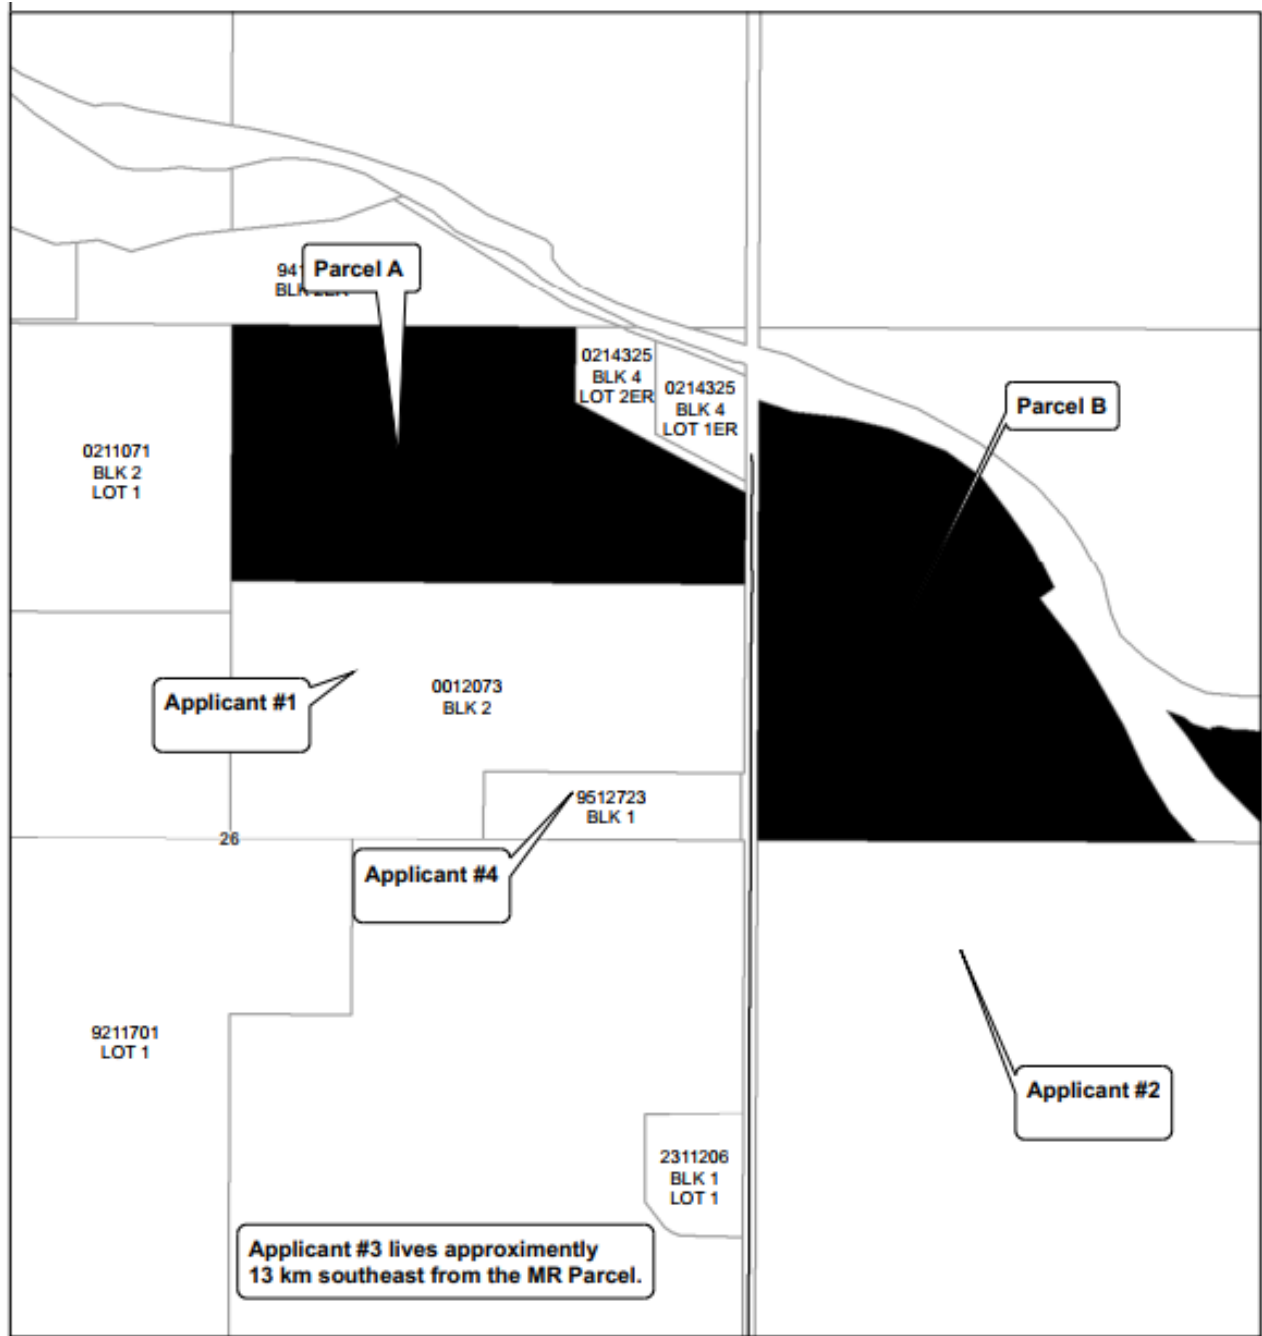 Parcel A
94
BLK
0214325
BLK 4
LOT 2ER
0214325
BLK 4
LOT 1ER
Parcel B
0211071
BLK 2
LOT 1
Applicant #1
0012073
BLK 2
9512723
BLK 1
26
Applicant #4
9211701
LOT 1
Applicant #2
2311206
BLK 1
LOT 1
Applicant #3 lives approximently
13 km southeast from the MR Parcel.